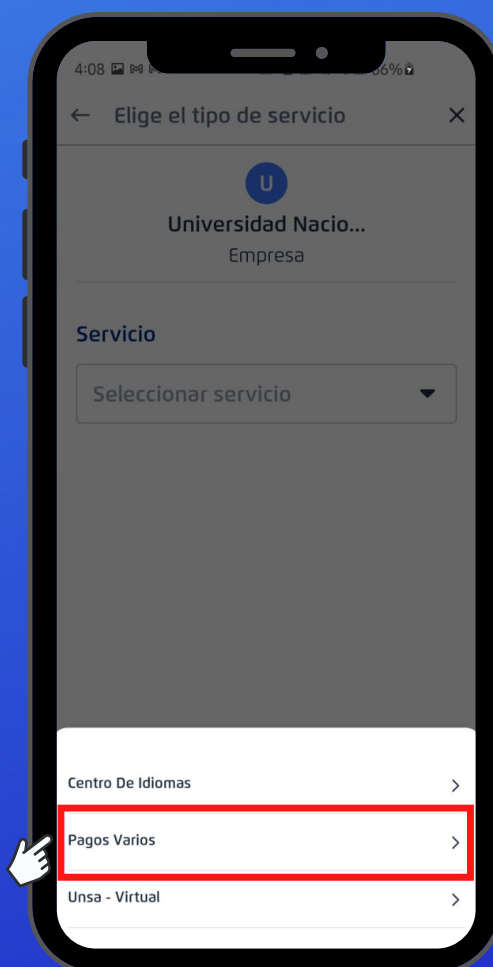 4:08
Elige el tipo de servicio
U
Universidad Nacio...
Empresa
Servicio
Seleccionar servicio
Centro De Idiomas
Pagos Varios
Unsa - Virtual